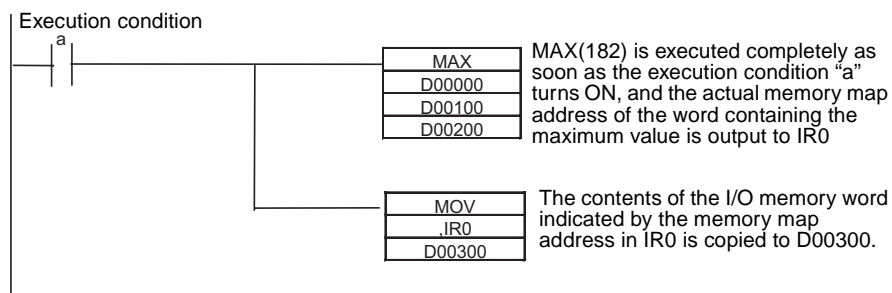 Execution condition
a
MAX
D00000
D00100
D00200
MAX(182) is executed completely as
soon as the execution condition “a”
turns ON, and the actual memory map
address of the word containing the
maximum value is output to IR0
MOV
,IR0
D00300
The contents of the I/O memory word
indicated by the memory map
address in IR0 is copied to D00300.